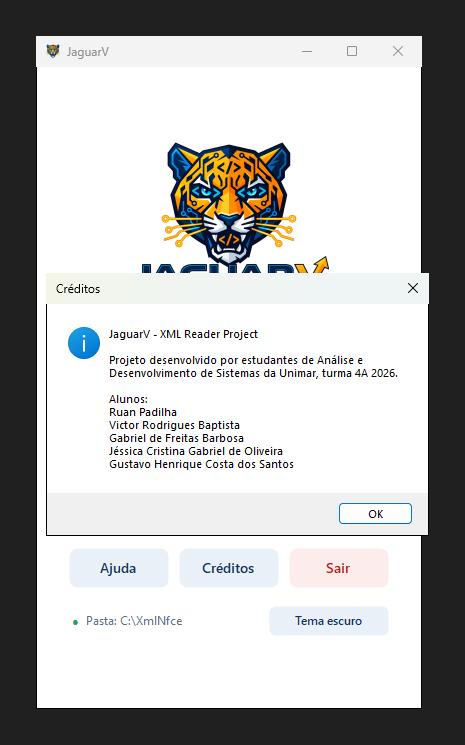 JaguarV
JAGUARV
Créditos
JaguarV - XML Reader Project
Projeto desenvolvido por estudantes de Análise e
Desenvolvimento de Sistemas da Unimar, turma 4A 2026.
Alunos:
Ruan Padilha
Victor Rodrigues Baptista
Gabriel de Freitas Barbosa
Jéssica Cristina Gabriel de Oliveira
Gustavo Henrique Costa dos Santos
OK
Ajuda Créditos Sair
Pasta: C:\XmlNfce Tema escuro